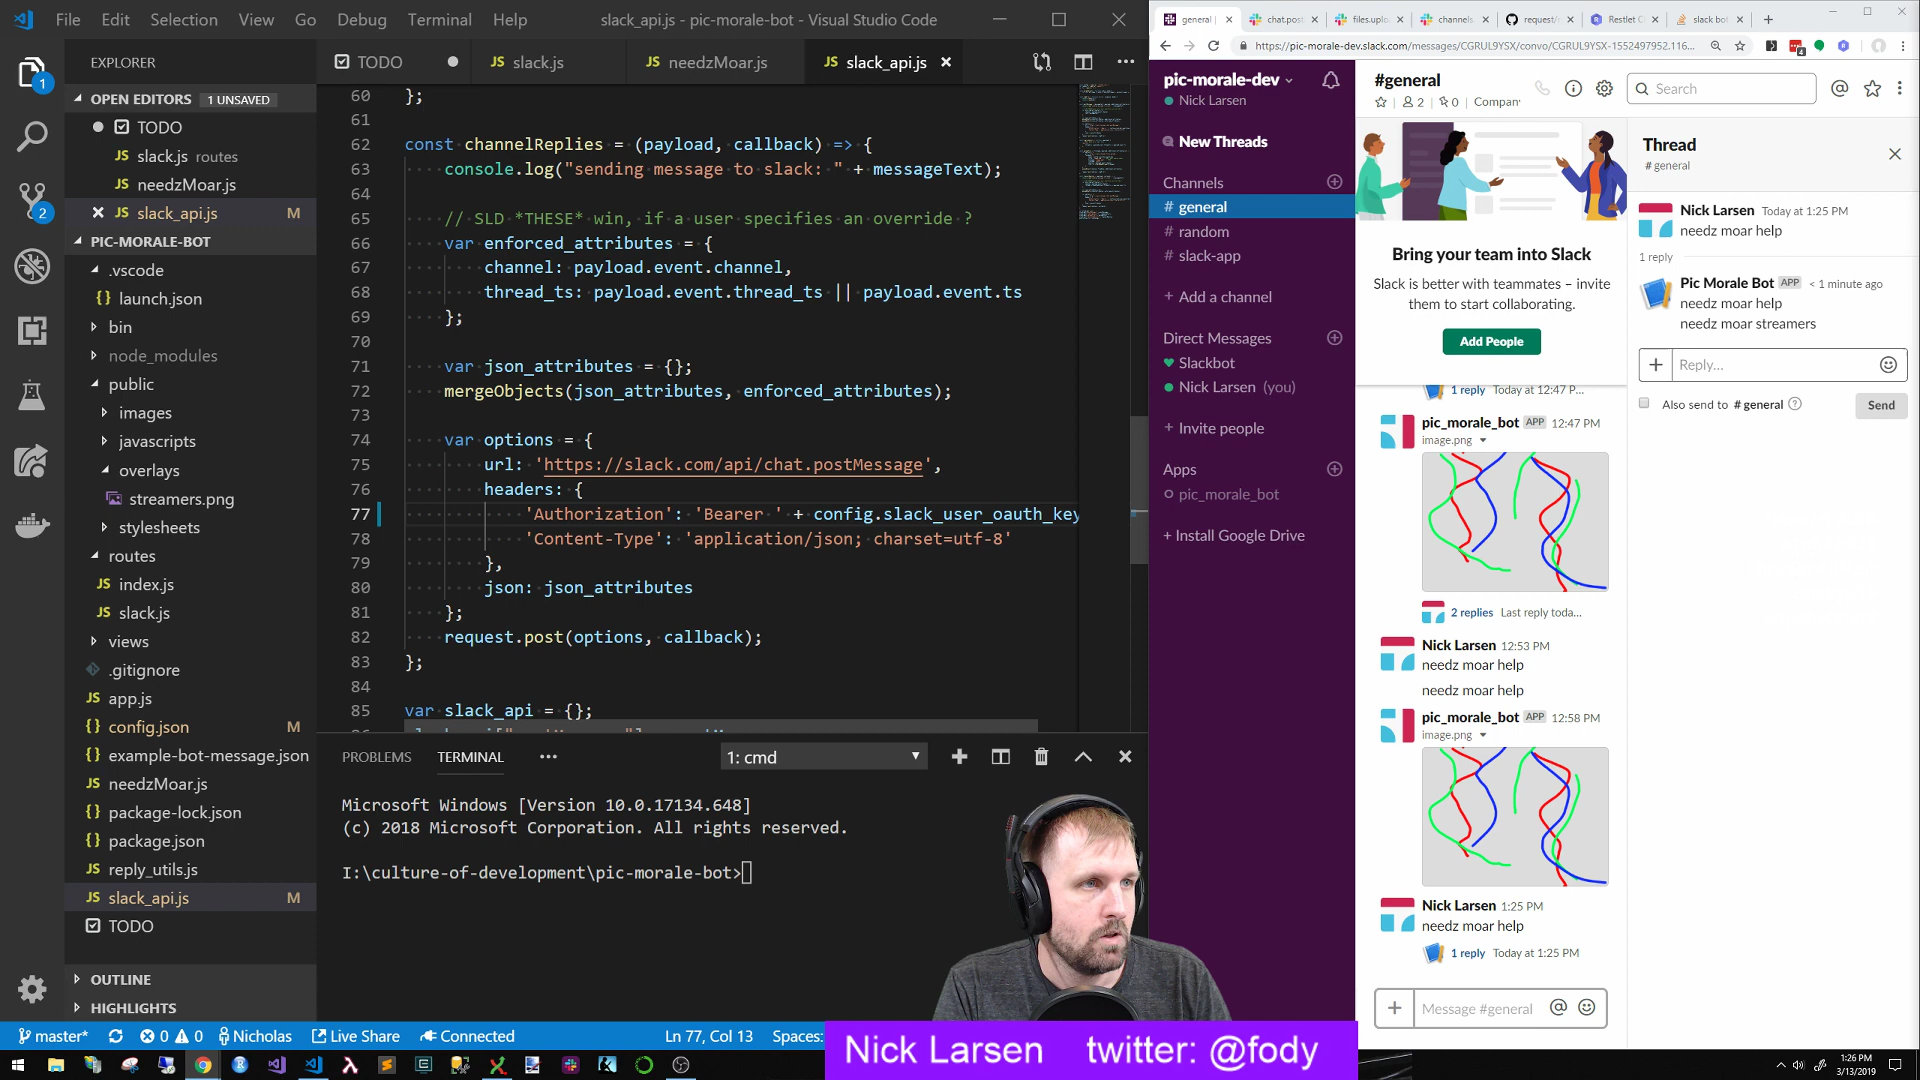 File Edit Selection View Go Debug Terminal Help
slack_api.js - pic-morale-bot - Visual Studio Code
EXPLORER
OPEN EDITORS 1 UNSAVED
TODO
slack.js routes
needzMoar.js
slack_api.js M
PIC-MORALE-BOT
.vscode
launch.json
bin
node_modules
public
images
javascripts
overlays
streamers.png
stylesheets
routes
index.js
slack.js
views
.gitignore
app.js
config.json M
example-bot-message.json
needzMoar.js
package-lock.json
package.json
reply_utils.js
slack_api.js M
TODO
OUTLINE
HIGHLIGHTS
TODO
slack.js
needzMoar.js
slack_api.js
60 };
61
62 const channelReplies = (payload, callback) => {
63 console.log("sending message to slack: " + messageText);
64
65 // SLD *THESE* win, if a user specifies an override ?
66 var enforced_attributes = {
67 channel: payload.event.channel,
68 thread_ts: payload.event.thread_ts || payload.event.ts
69 };
70
71 var json_attributes = {};
72 mergeObjects(json_attributes, enforced_attributes);
73
74 var options = {
75 url: 'https://slack.com/api/chat.postMessage',
76 headers: {
77 'Authorization': 'Bearer ' + config.slack_user_oauth_key
78 'Content-Type': 'application/json; charset=utf-8'
79 },
80 json: json_attributes
81 };
82 request.post(options, callback);
83 };
84
85 var slack_api = {};
PROBLEMS TERMINAL
1: cmd
Microsoft Windows [Version 10.0.17134.648]
(c) 2018 Microsoft Corporation. All rights reserved.
I:\culture-of-development\pic-morale-bot>
master* 0 0 Nicholas Live Share Connected Ln 77, Col 13 Spaces:
general
chat.pos
files.uplo
channels
request/
Restlet C
slack bo
https://pic-morale-dev.slack.com/messages/CGRUL9YSX/convo/CGRUL9YSX-1552497952.116...
pic-morale-dev
Nick Larsen
New Threads
Channels
# general
# random
# slack-app
+ Add a channel
Direct Messages
Slackbot
Nick Larsen (you)
+ Invite people
Apps
pic_morale_bot
+ Install Google Drive
#general
2 0 Compan
Search
Bring your team into Slack
Slack is better with teammates – invite
them to start collaborating.
Add People
1 reply Today at 12:47 P...
pic_morale_bot APP 12:47 PM
image.png
2 replies Last reply toda...
Nick Larsen 12:53 PM
needz moar help
needz moar help
pic_morale_bot APP 12:58 PM
image.png
Nick Larsen 1:25 PM
needz moar help
1 reply Today at 1:25 PM
Message #general
Thread
# general
Nick Larsen Today at 1:25 PM
needz moar help
1 reply
Pic Morale Bot APP < 1 minute ago
needz moar help
needz moar streamers
Reply...
Also send to # general
Send
Nick Larsen twitter: @fody
1:26 PM
3/13/2019